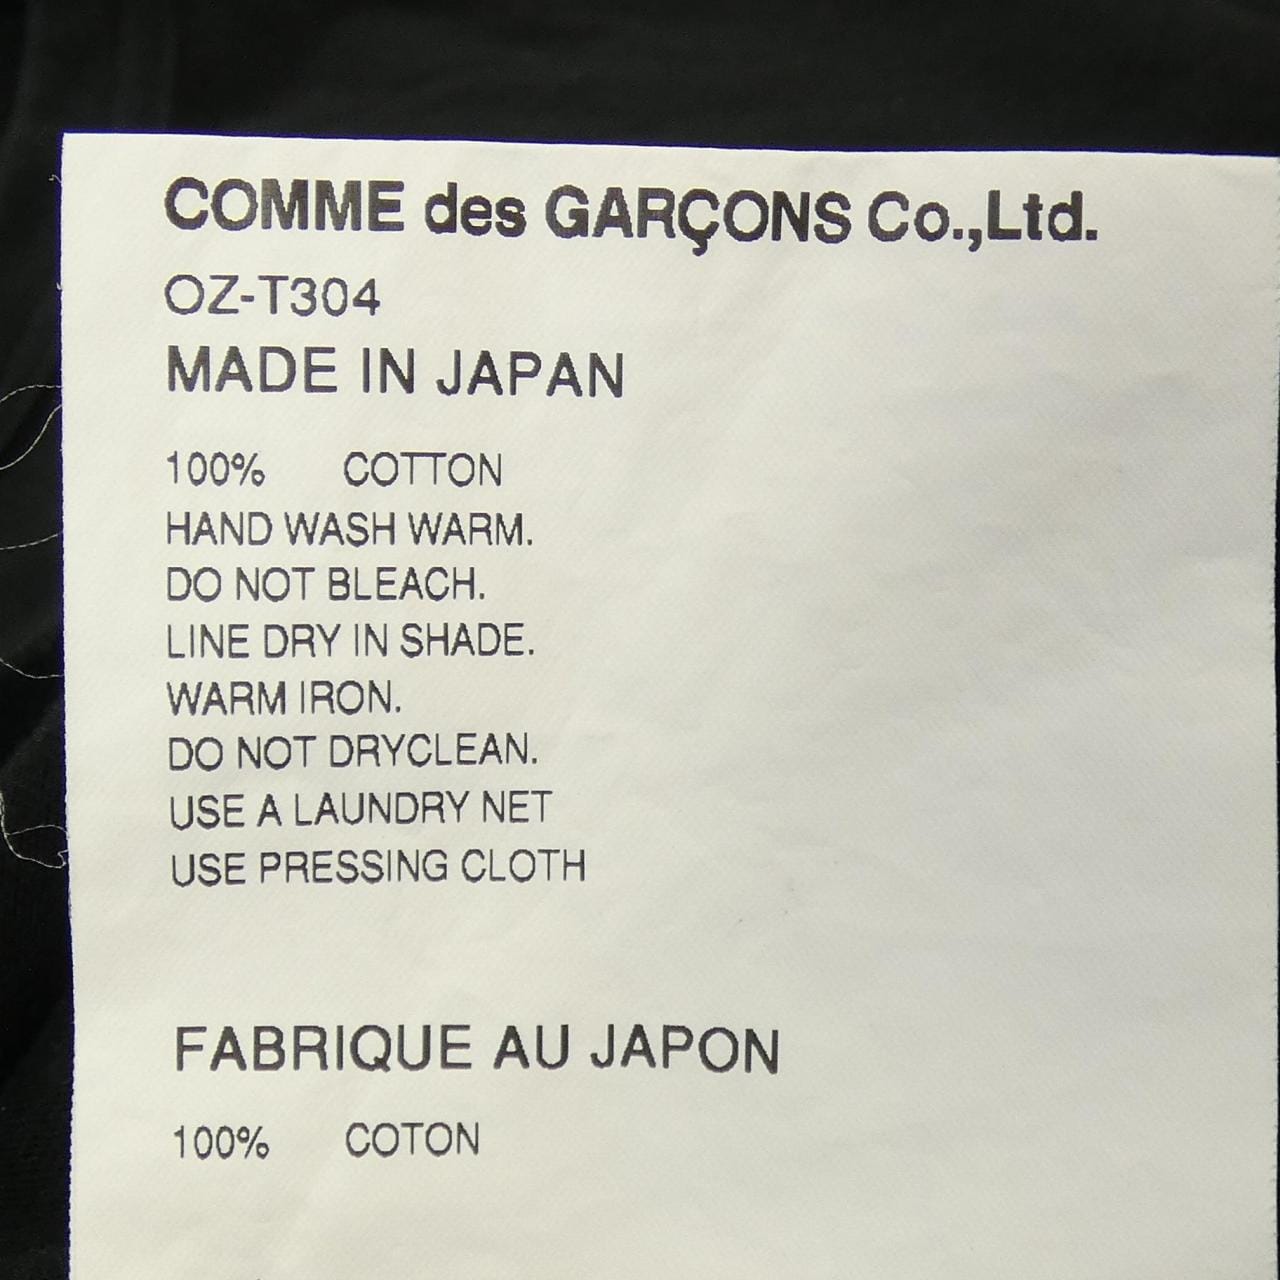 COMME des GARÇONS Co.,Ltd.
OZ-T304
MADE IN JAPAN
100% COTTON
HAND WASH WARM.
DO NOT BLEACH.
LINE DRY IN SHADE.
WARM IRON.
DO NOT DRYCLEAN.
USE A LAUNDRY NET
USE PRESSING CLOTH
FABRIQUE AU JAPON
100% COTON